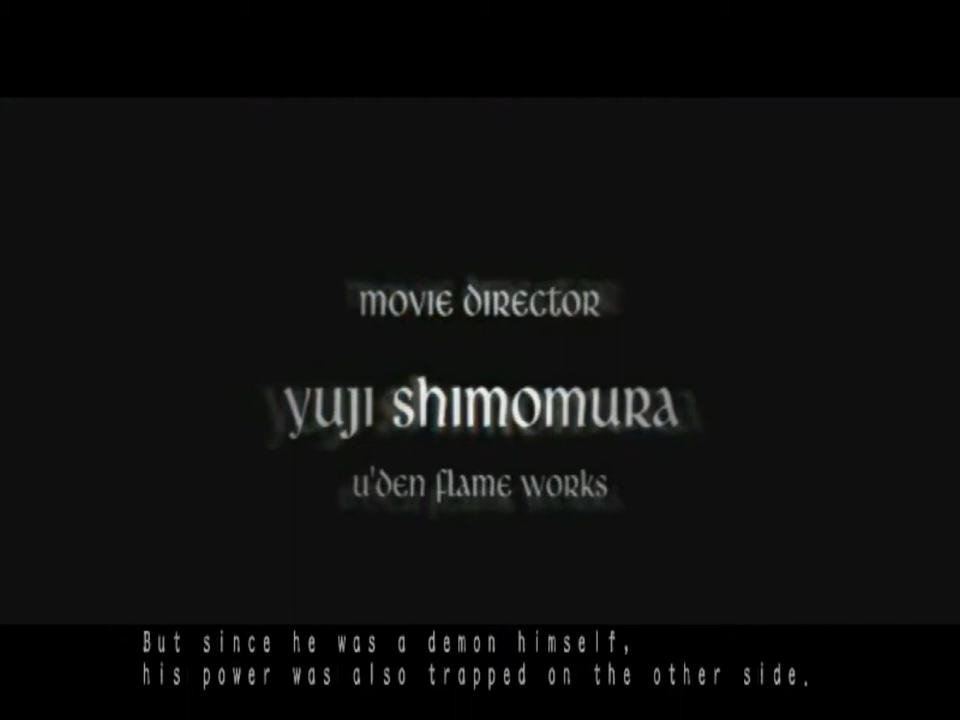 movie director
yuji shimomura
u'den flame works
But since he was a demon himself,
his power was also trapped on the other side.